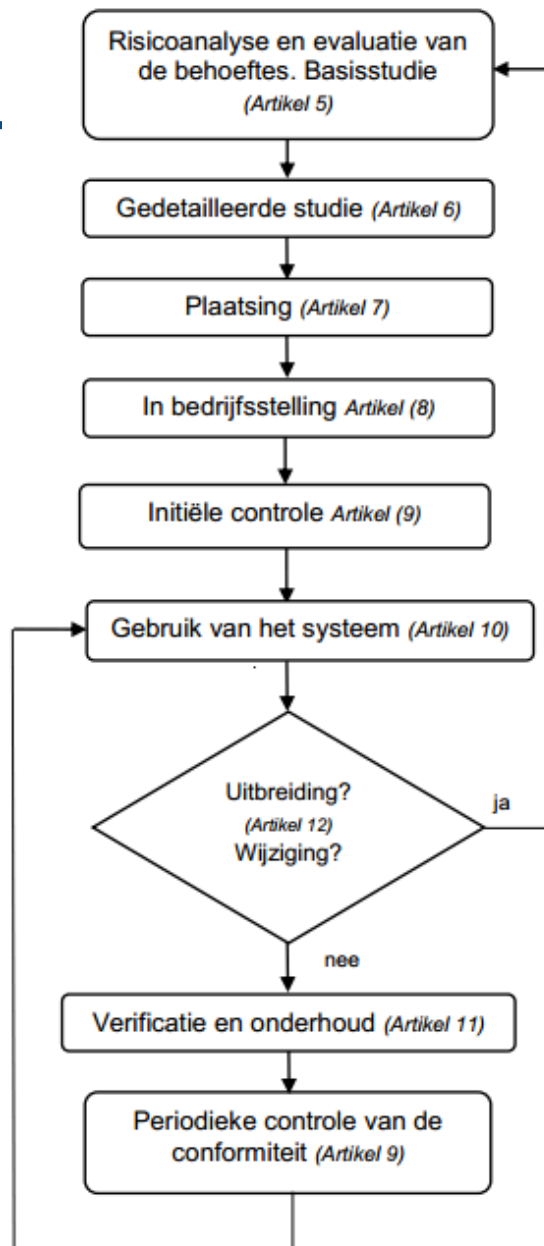 Risicoanalyse en evaluatie van
de behoeftes. Basisstudie
(Artikel 5)
Gedetailleerde studie (Artikel 6)
Plaatsing (Artikel 7)
In bedrijfsstelling Artikel (8)
Initiële controle Artikel (9)
Gebruik van het systeem (Artikel 10)
Uitbreiding?
(Artikel 12)
Wijziging?
ja
nee
Verificatie en onderhoud (Artikel 11)
Periodieke controle van de
conformiteit (Artikel 9)